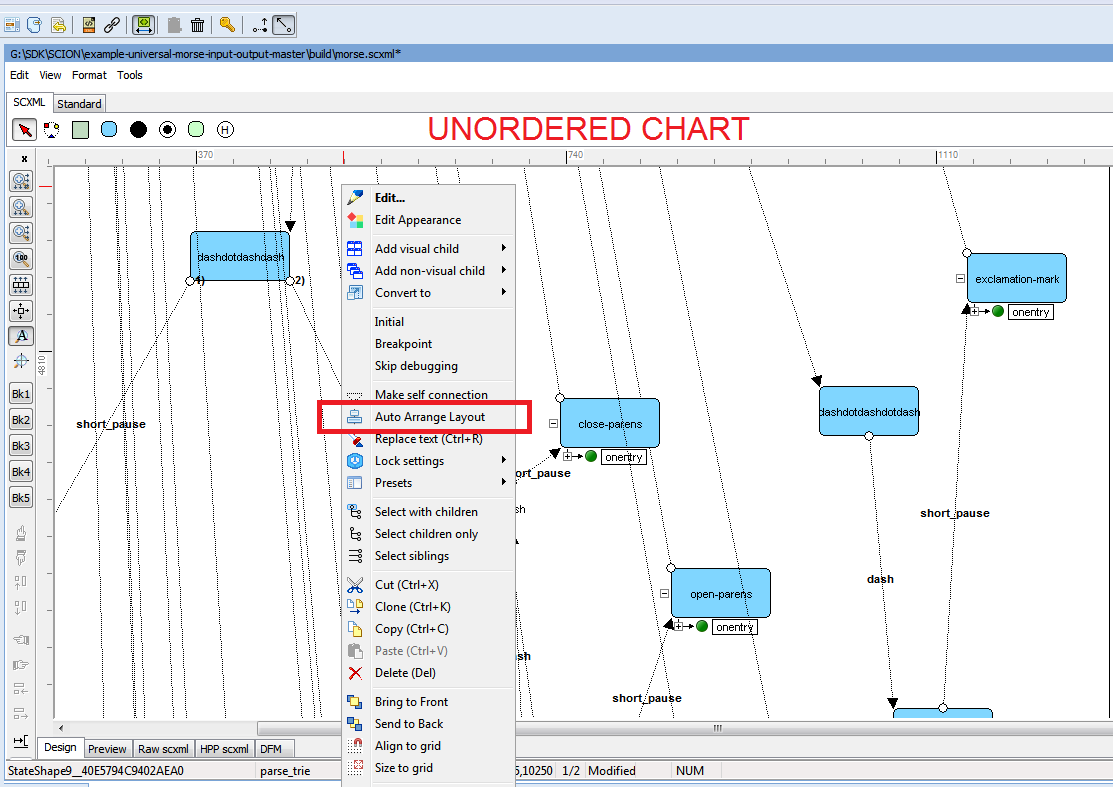 G:\SDK\SCION\example-universal-morse-input-output-master\build\morse.scxml*
Edit View Format Tools
SCXML Standard
H
UNORDERED CHART
x
370 740 1110
4810
100
A
Bk1
Bk2
Bk3
Bk4
Bk5
dashdotdashdash
1)
2)
short_pause
Edit...
Edit Appearance
Add visual child
Add non-visual child
Convert to
Initial
Breakpoint
Skip debugging
Make self connection
Auto Arrange Layout
Replace text (Ctrl+R)
Lock settings
Presets
Select with children
Select children only
Select siblings
Cut (Ctrl+X)
Clone (Ctrl+K)
Copy (Ctrl+C)
Paste (Ctrl+V)
Delete (Del)
Bring to Front
Send to Back
Align to grid
Size to grid
close-parens
onentry
ort_pause
sh
open-parens
onentry
sh
short_pause
exclamation-mark
onentry
dashdotdashdotdash
short_pause
dash
Design Preview Raw scxml HPP scxml DFM
StateShape9__40E5794C9402AEA0 parse_trie 5,10250 1/2 Modified NUM